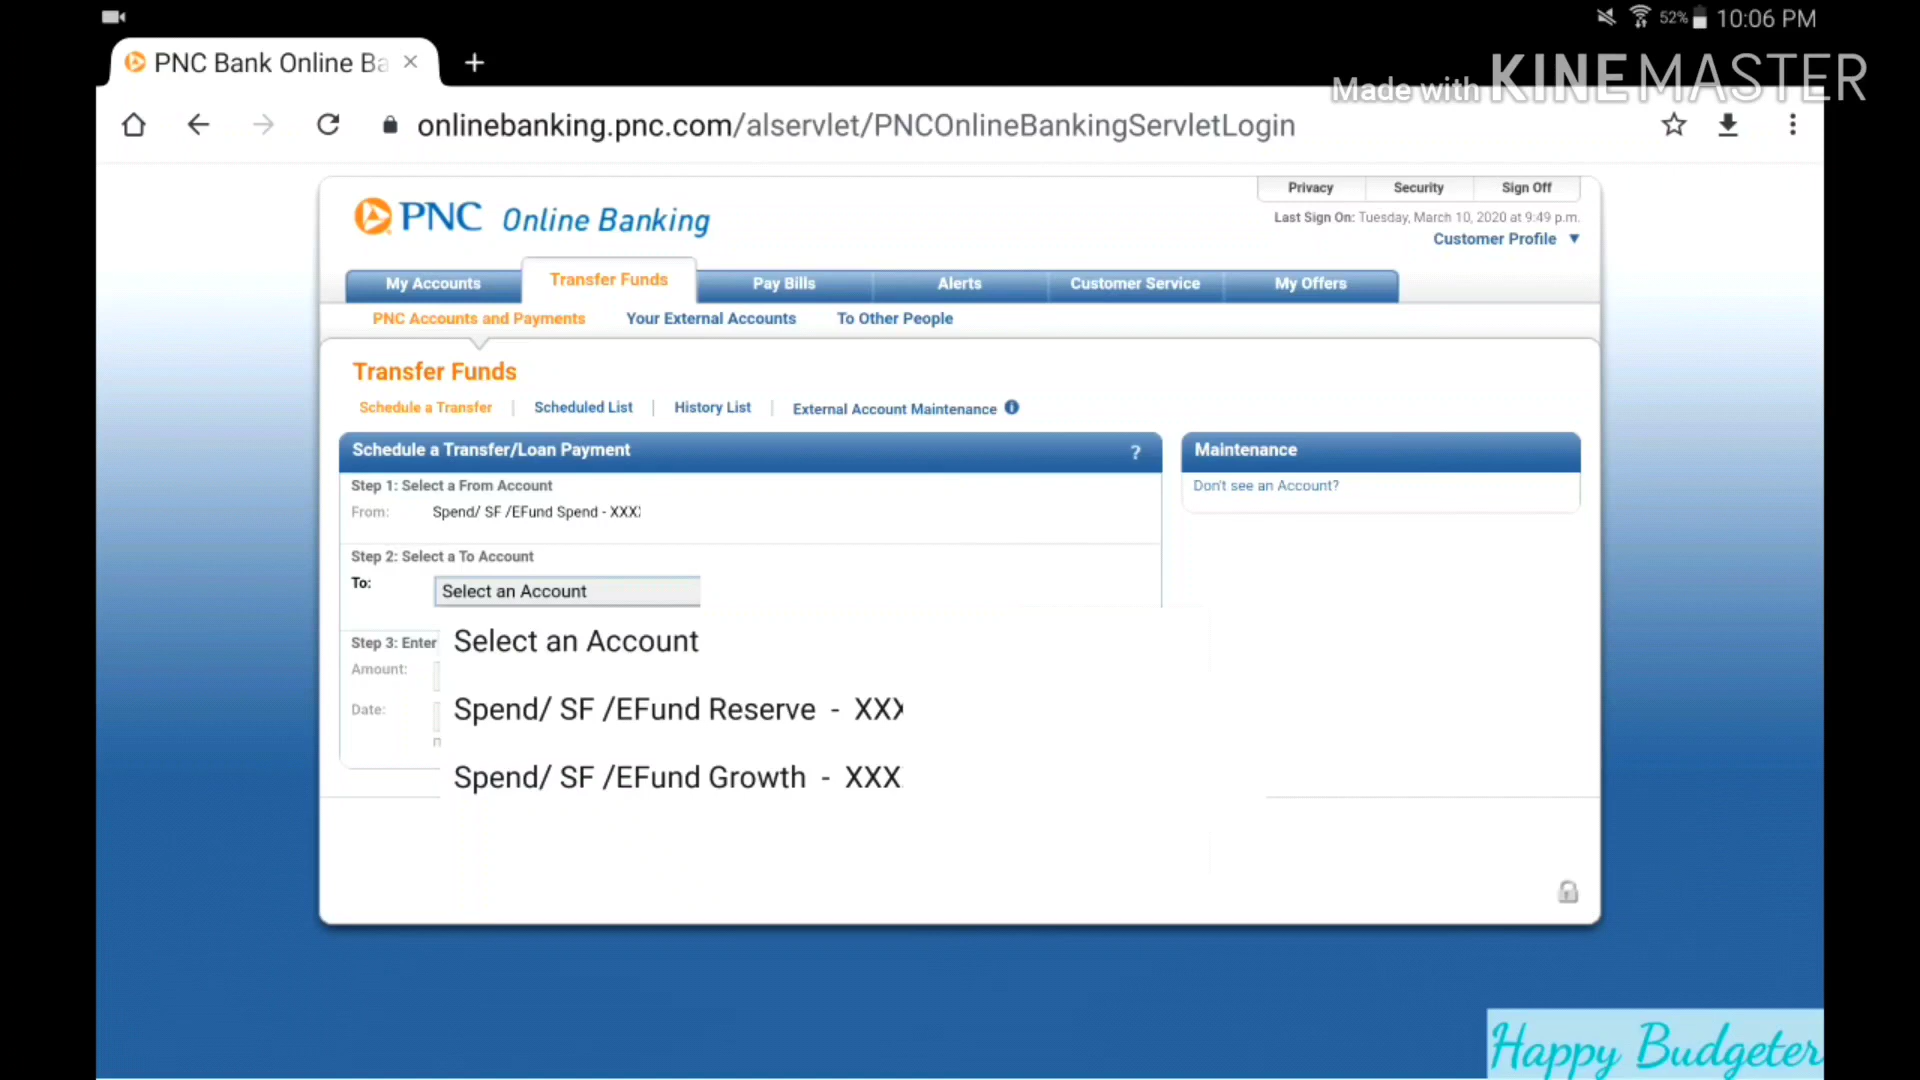 52% 10:06 PM
PNC Bank Online Ba
Made with KINEMASTER
onlinebanking.pnc.com/alservlet/PNCOnlineBankingServletLogin
Privacy Security Sign Off
PNC Online Banking
Last Sign On: Tuesday, March 10, 2020 at 9:49 p.m.
Customer Profile
My Accounts Transfer Funds Pay Bills Alerts Customer Service My Offers
PNC Accounts and Payments Your External Accounts To Other People
Transfer Funds
Schedule a Transfer | Scheduled List | History List | External Account Maintenance
Schedule a Transfer/Loan Payment ?
Maintenance
Step 1: Select a From Account
Don't see an Account?
From: Spend/ SF /EFund Spend - XXX
Step 2: Select a To Account
To: Select an Account
Select an Account
Step 3: Enter
Amount:
Spend/ SF /EFund Reserve - XXX
Date:
Spend/ SF /EFund Growth - XXX
Happy Budgeter